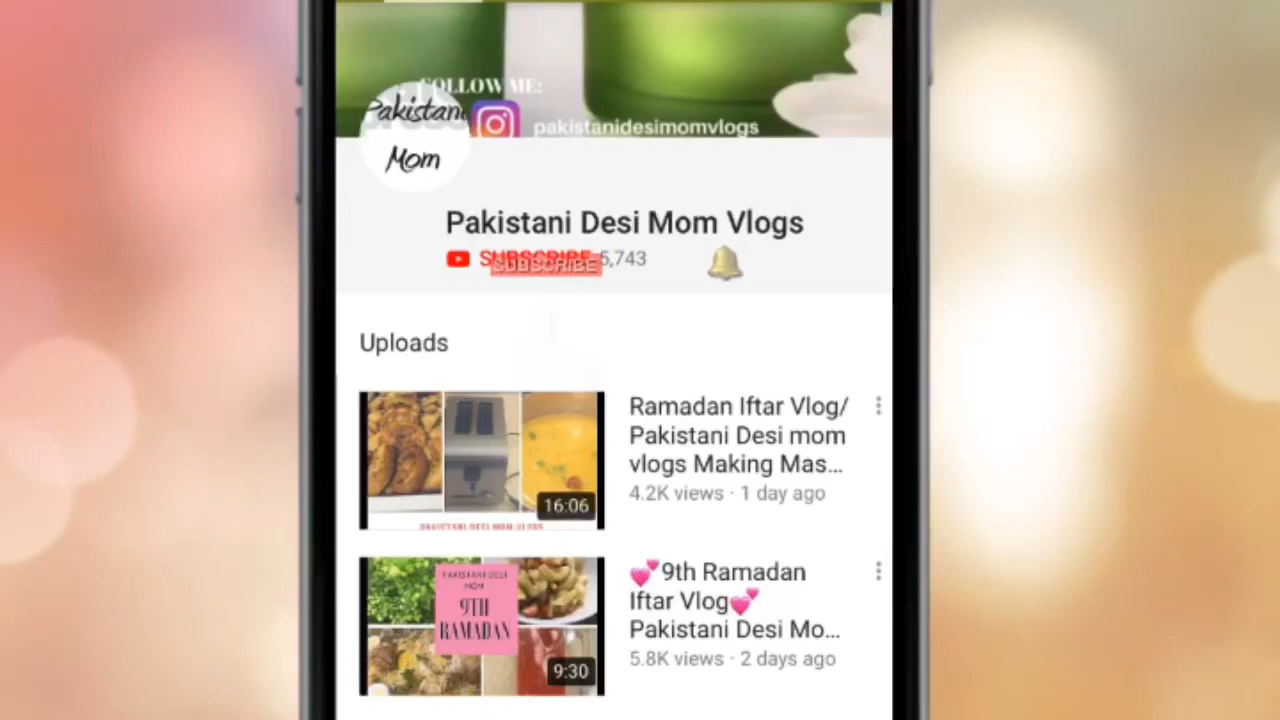 FOLLOW ME:
Pakistani
Mom
pakistanidesimomvlogs
Pakistani Desi Mom Vlogs
SUBSCRIBE 5,743
SUBSCRIBE
Uploads
Ramadan Iftar Vlog/
Pakistani Desi mom
vlogs Making Mas...
4.2K views · 1 day ago
16:06
PAKISTANI DESI MOM VLOGS
💕9th Ramadan
Iftar Vlog💕
Pakistani Desi Mo...
5.8K views · 2 days ago
PAKISTANI DESI
MOM
9TH
RAMADAN
9:30